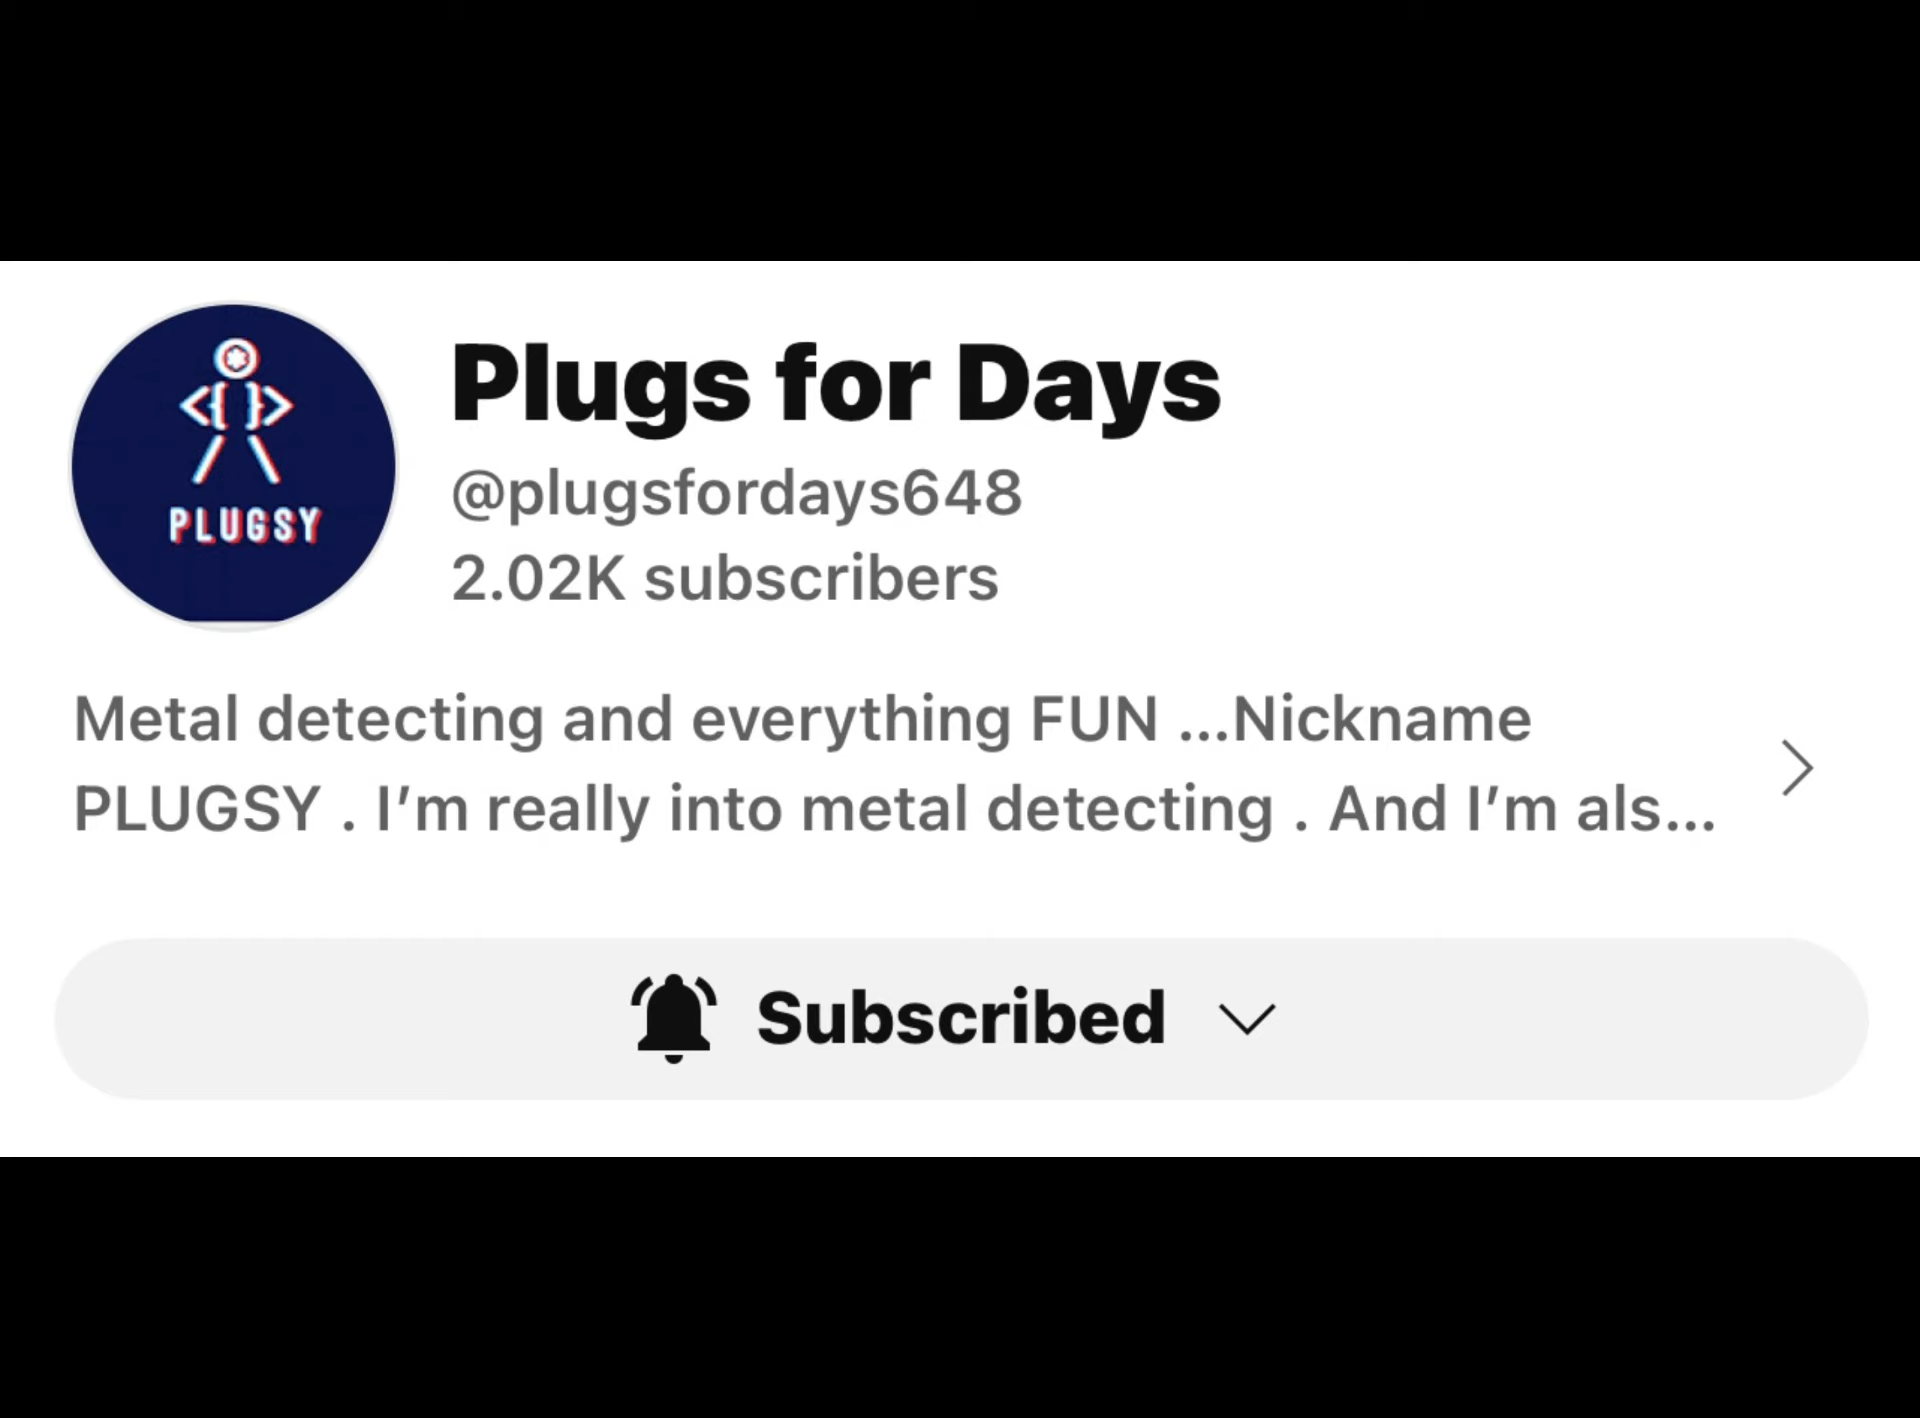 PLUGSY
Plugs for Days
@plugsfordays648
2.02K subscribers
Metal detecting and everything FUN ...Nickname
PLUGSY . I’m really into metal detecting . And I’m als...
Subscribed